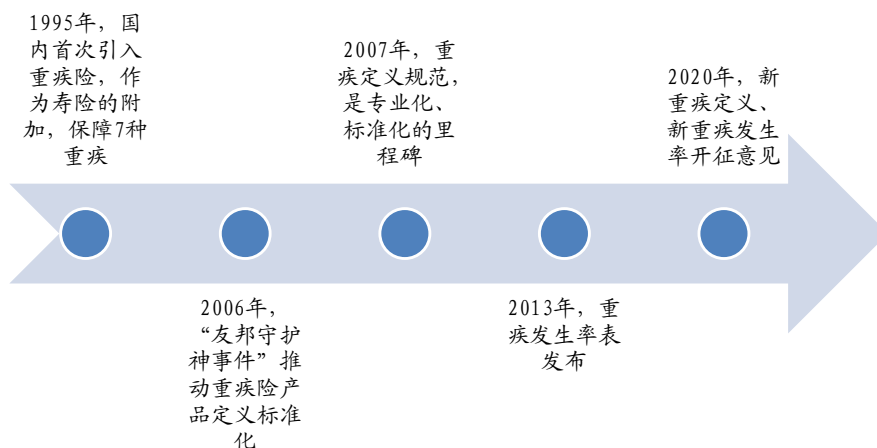 1995年，国
内首次引入
重疾险，作
为寿险的附
加，保障7种
重疾
2006年，
“友邦守护
神事件”推
动重疾险产
品定义标准
化
2007年，重
疾定义规范，
是专业化、
标准化的里
程碑
2013年，重
疾发生率表
发布
2020年，新
重疾定义、
新重疾发生
率开征意见